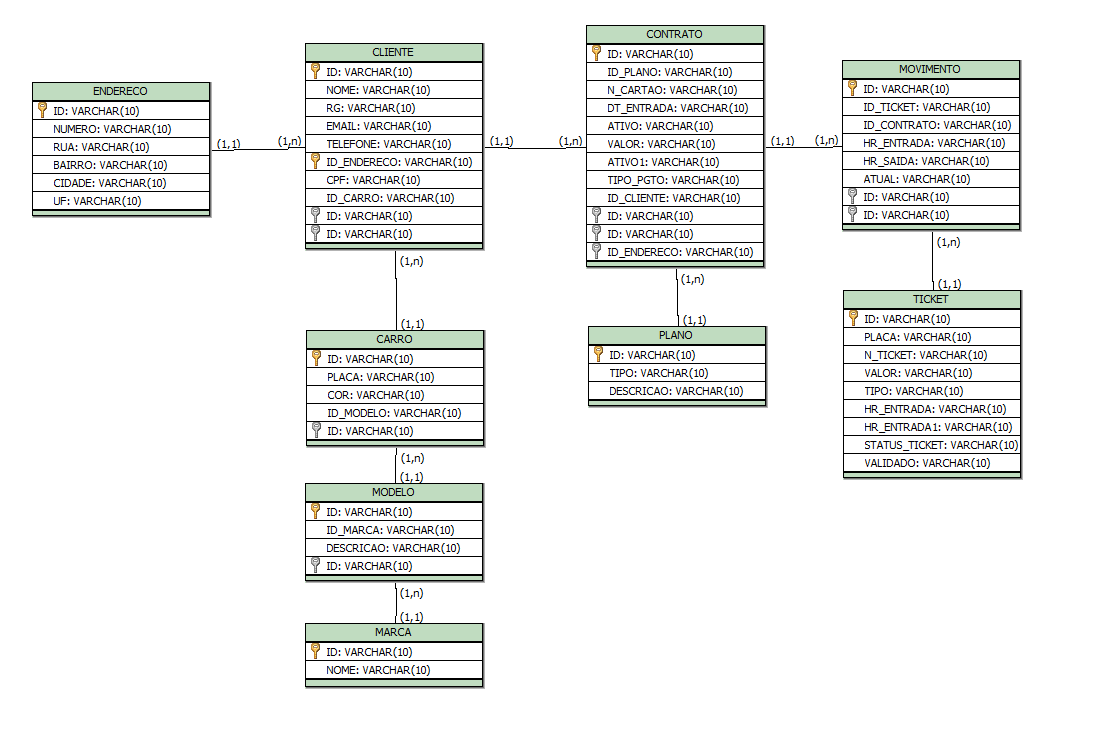 ENDERECO
ID: VARCHAR(10)
NUMERO: VARCHAR(10)
RUA: VARCHAR(10)
BAIRRO: VARCHAR(10)
CIDADE: VARCHAR(10)
UF: VARCHAR(10)
(1,1)
(1,n)
CLIENTE
ID: VARCHAR(10)
NOME: VARCHAR(10)
RG: VARCHAR(10)
EMAIL: VARCHAR(10)
TELEFONE: VARCHAR(10)
ID_ENDERECO: VARCHAR(10)
CPF: VARCHAR(10)
ID_CARRO: VARCHAR(10)
ID: VARCHAR(10)
ID: VARCHAR(10)
(1,1)
(1,n)
CONTRATO
ID: VARCHAR(10)
ID_PLANO: VARCHAR(10)
N_CARTAO: VARCHAR(10)
DT_ENTRADA: VARCHAR(10)
ATIVO: VARCHAR(10)
VALOR: VARCHAR(10)
ATIVO1: VARCHAR(10)
TIPO_PGTO: VARCHAR(10)
ID_CLIENTE: VARCHAR(10)
ID: VARCHAR(10)
ID: VARCHAR(10)
ID_ENDERECO: VARCHAR(10)
(1,1)
(1,n)
MOVIMENTO
ID: VARCHAR(10)
ID_TICKET: VARCHAR(10)
ID_CONTRATO: VARCHAR(10)
HR_ENTRADA: VARCHAR(10)
HR_SAIDA: VARCHAR(10)
ATUAL: VARCHAR(10)
ID: VARCHAR(10)
ID: VARCHAR(10)
(1,n)
(1,1)
TICKET
ID: VARCHAR(10)
PLACA: VARCHAR(10)
N_TICKET: VARCHAR(10)
VALOR: VARCHAR(10)
TIPO: VARCHAR(10)
HR_ENTRADA: VARCHAR(10)
HR_ENTRADA1: VARCHAR(10)
STATUS_TICKET: VARCHAR(10)
VALIDADO: VARCHAR(10)
(1,n)
(1,1)
PLANO
ID: VARCHAR(10)
TIPO: VARCHAR(10)
DESCRICAO: VARCHAR(10)
(1,n)
(1,1)
CARRO
ID: VARCHAR(10)
PLACA: VARCHAR(10)
COR: VARCHAR(10)
ID_MODELO: VARCHAR(10)
ID: VARCHAR(10)
(1,n)
(1,1)
MODELO
ID: VARCHAR(10)
ID_MARCA: VARCHAR(10)
DESCRICAO: VARCHAR(10)
ID: VARCHAR(10)
(1,n)
(1,1)
MARCA
ID: VARCHAR(10)
NOME: VARCHAR(10)